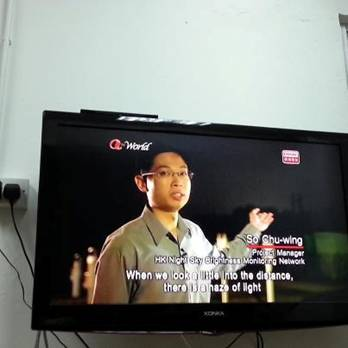 World
So Chu-wing
Project Manager
HK Night Sky Brightness Monitoring Network
When we look a little into the distance,
there is a haze of light
KONKA